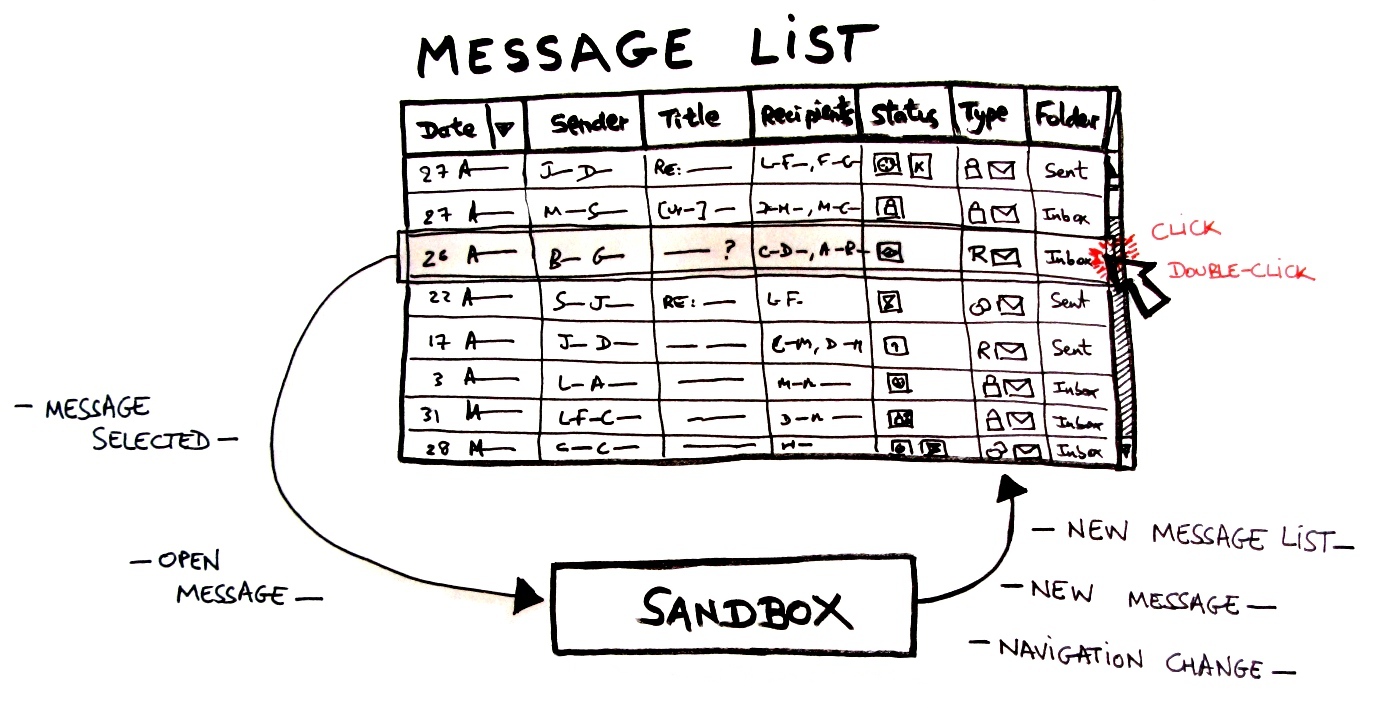 MESSAGE LIST
Date Sender Title Recipients Status Type Folder
27 A J D RE: L F, F G K Sent
27 A M S M C Inbox
26 A B G ? C D, A R R Inbox
CLICK
DOUBLE-CLICK
22 A S J RE: L F. Sent
17 A J D M, D R Sent
3 A L A M Inbox
31 M L F C D Inbox
28 M C Inbox
- MESSAGE
SELECTED -
- OPEN
MESSAGE -
SANDBOX
- NEW MESSAGE LIST -
- NEW MESSAGE -
- NAVIGATION CHANGE -